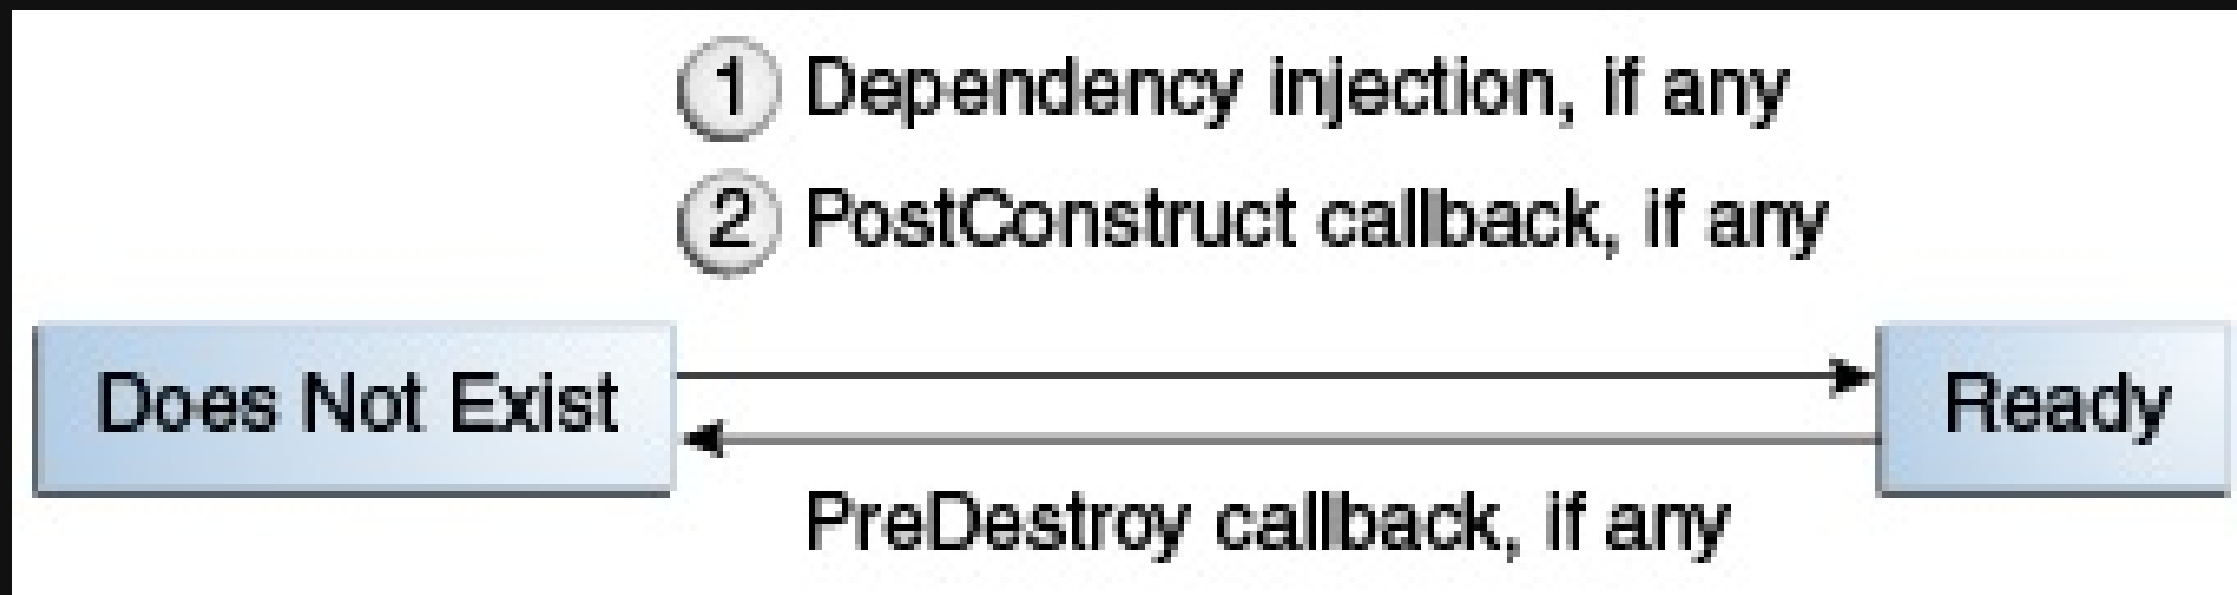 1 Dependency injection, if any
2 PostConstruct callback, if any
Does Not Exist
Ready
PreDestroy callback, if any